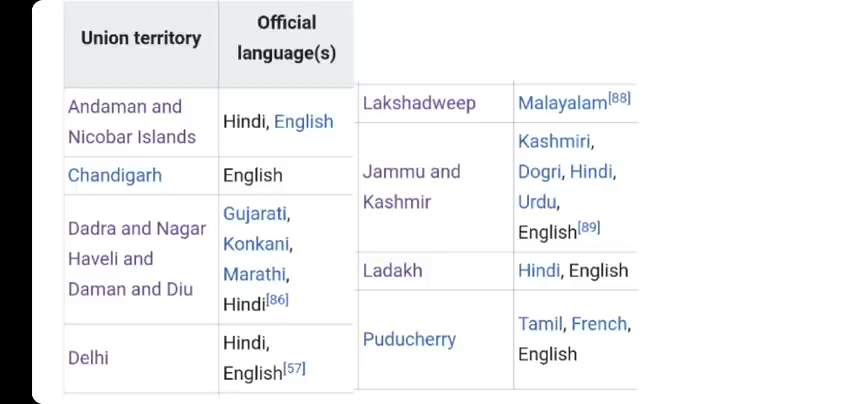 Union territory
Official
language(s)
Andaman and
Nicobar Islands
Hindi, English
Chandigarh
English
Dadra and Nagar
Haveli and
Daman and Diu
Gujarati,
Konkani,
Marathi,
Hindi[86]
Delhi
Hindi,
English[57]
Lakshadweep
Malayalam[88]
Jammu and
Kashmir
Kashmiri,
Dogri, Hindi,
Urdu,
English[89]
Ladakh
Hindi, English
Puducherry
Tamil, French,
English